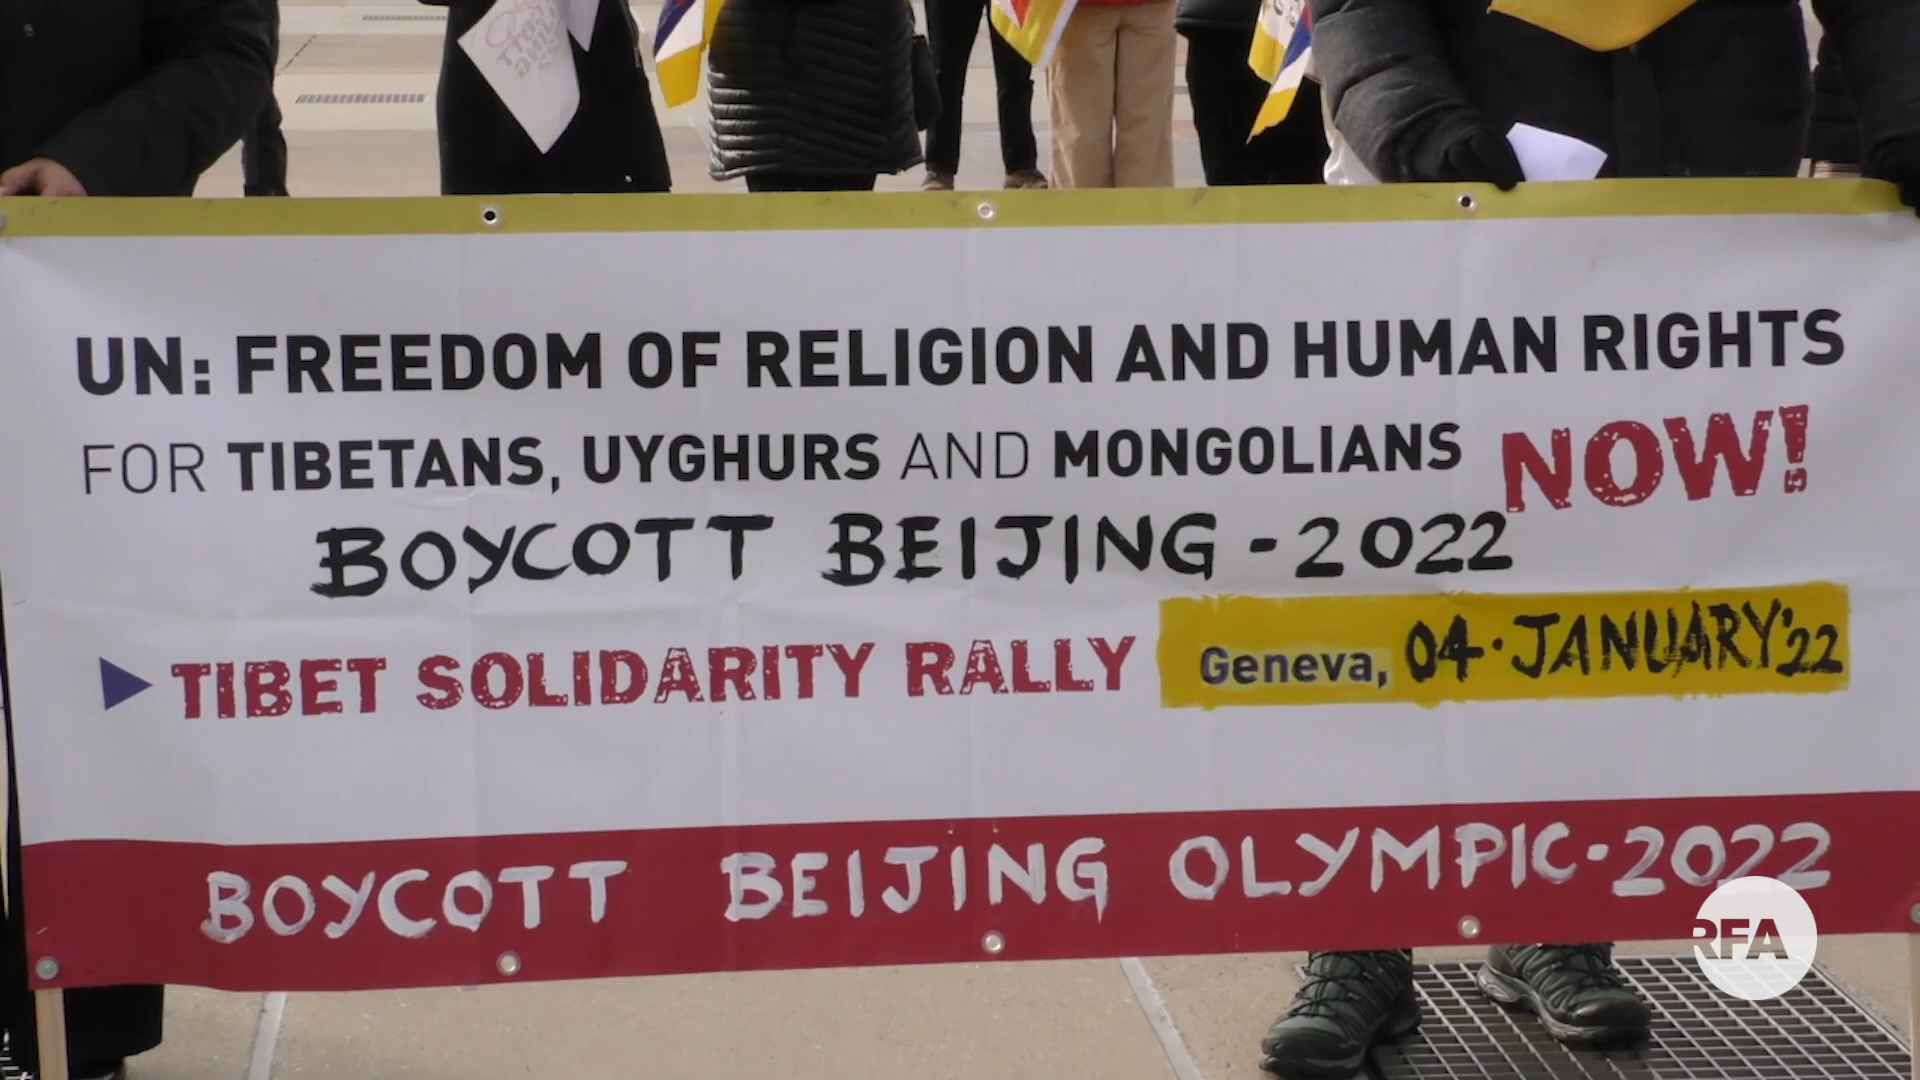 UN: FREEDOM OF RELIGION AND HUMAN RIGHTS
FOR TIBETANS, UYGHURS AND MONGOLIANS NOW!
BOYCOTT BEIJING - 2022
TIBET SOLIDARITY RALLY Geneva, 04 · JANUARY'22
BOYCOTT BEIJING OLYMPIC · 2022
RFA